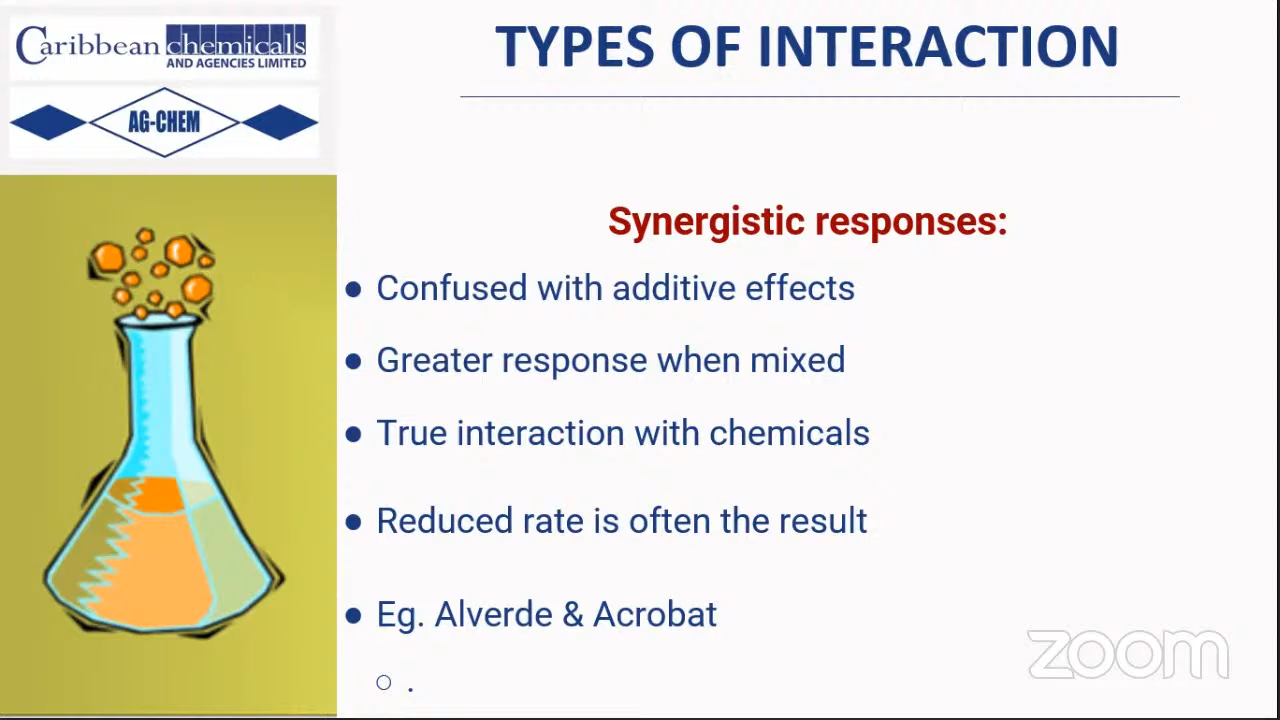 Caribbean chemicals
AND AGENCIES LIMITED
AG-CHEM
TYPES OF INTERACTION
Synergistic responses:
● Confused with additive effects
● Greater response when mixed
● True interaction with chemicals
● Reduced rate is often the result
● Eg. Alverde & Acrobat
○ .
zoom